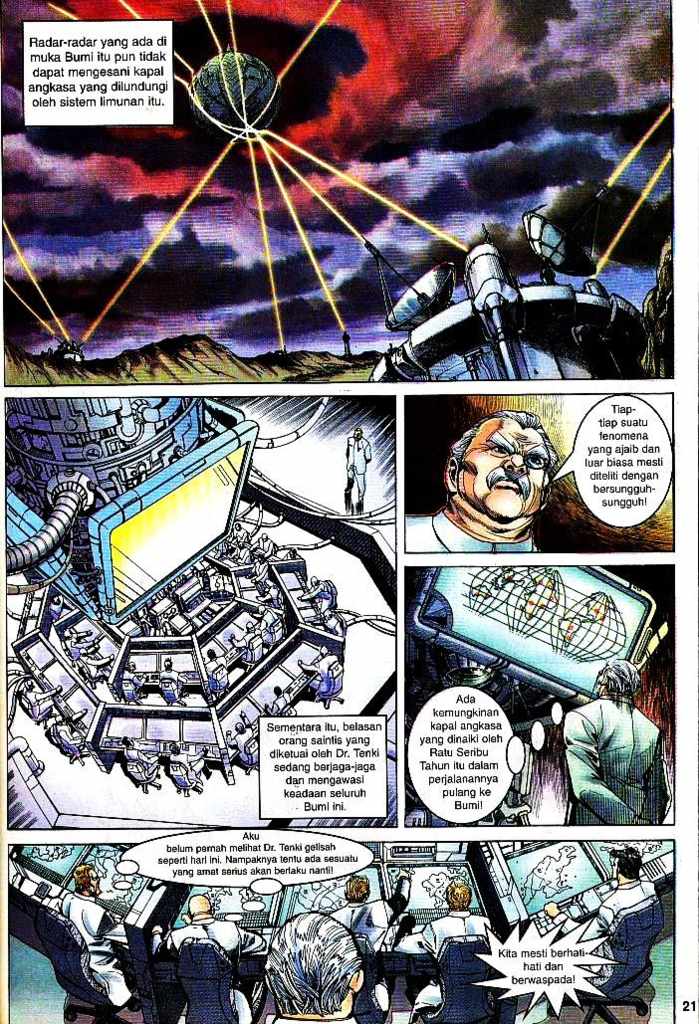 Radar-radar yang ada di
muka Bumi itu pun tidak
dapat mengesani kapal
angkasa yang dilundungi
oleh sistem limunan itu.
Tiap-
tiap suatu
fenomena
yang ajaib dan
luar biasa mesti
diteliti dengan
bersungguh-
sungguh!
Sementara itu, belasan
orang saintis yang
diketuai oleh Dr. Tenki
sedang berjaga-jaga
dan mengawasi
keadaan seluruh
Bumi ini.
Ada
kemungkinan
kapal angkasa
yang dinaiki oleh
Ratu Seribu
Tahun itu dalam
perjalanannya
pulang ke
Bumi!
Aku
belum pernah melihat Dr. Tenki gelisah
seperti hari ini. Nampaknya tentu ada sesuatu
yang amat serius akan berlaku nanti!
Kita mesti berhati-
hati dan
berwaspada!
21